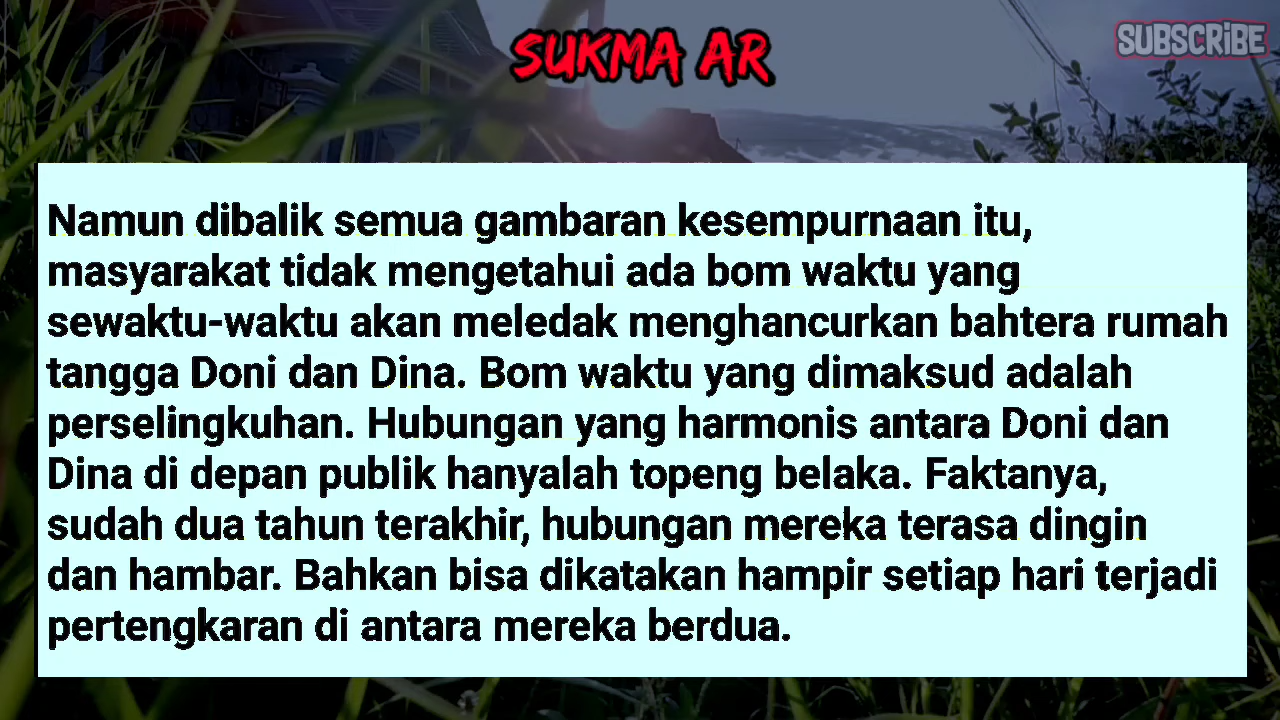 SUKMA AR
SUBSCRIBE
Namun dibalik semua gambaran kesempurnaan itu,
masyarakat tidak mengetahui ada bom waktu yang
sewaktu-waktu akan meledak menghancurkan bahtera rumah
tangga Doni dan Dina. Bom waktu yang dimaksud adalah
perselingkuhan. Hubungan yang harmonis antara Doni dan
Dina di depan publik hanyalah topeng belaka. Faktanya,
sudah dua tahun terakhir, hubungan mereka terasa dingin
dan hambar. Bahkan bisa dikatakan hampir setiap hari terjadi
pertengkaran di antara mereka berdua.